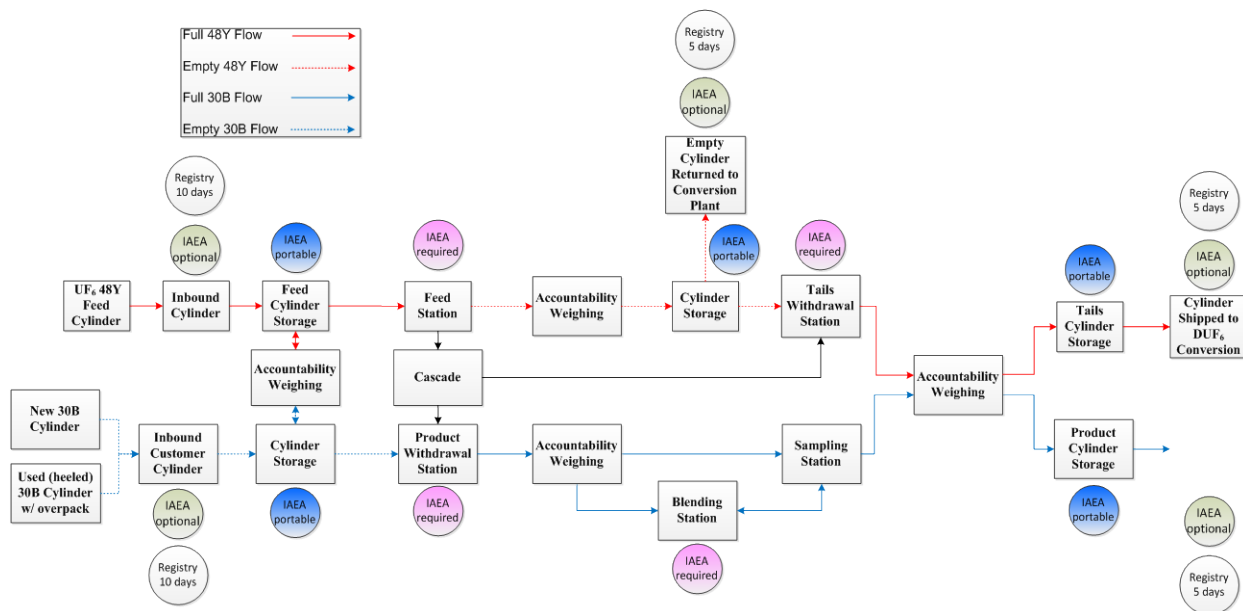 Full 48Y Flow
Empty 48Y Flow
Full 30B Flow
Empty 30B Flow
Registry
5 days
IAEA
optional
Empty
Cylinder
Returned to
Conversion
Plant
Registry
10 days
IAEA
optional
IAEA
portable
IAEA
required
IAEA
portable
IAEA
required
Registry
5 days
IAEA
optional
IAEA
portable
UF₆ 48Y
Feed
Cylinder
Inbound
Cylinder
Feed
Cylinder
Storage
Feed
Station
Accountability
Weighing
Cylinder
Storage
Tails
Withdrawal
Station
Tails
Cylinder
Storage
Cylinder
Shipped to
DUF₆
Conversion
Accountability
Weighing
Cascade
Accountability
Weighing
New 30B
Cylinder
Used (heeled)
30B Cylinder
w/ overpack
Inbound
Customer
Cylinder
Cylinder
Storage
Product
Withdrawal
Station
Accountability
Weighing
Sampling
Station
Product
Cylinder
Storage
Blending
Station
IAEA
optional
IAEA
portable
IAEA
required
IAEA
required
IAEA
portable
IAEA
optional
Registry
10 days
Registry
5 days